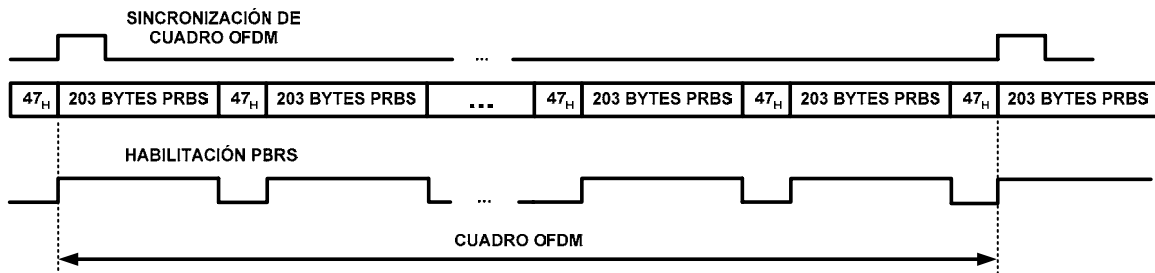 SINCRONIZACIÓN DE
CUADRO OFDM
...
47H 203 BYTES PRBS 47H 203 BYTES PRBS ... 47H 203 BYTES PRBS 47H 203 BYTES PRBS 47H 203 BYTES PRBS
HABILITACIÓN PBRS
...
CUADRO OFDM